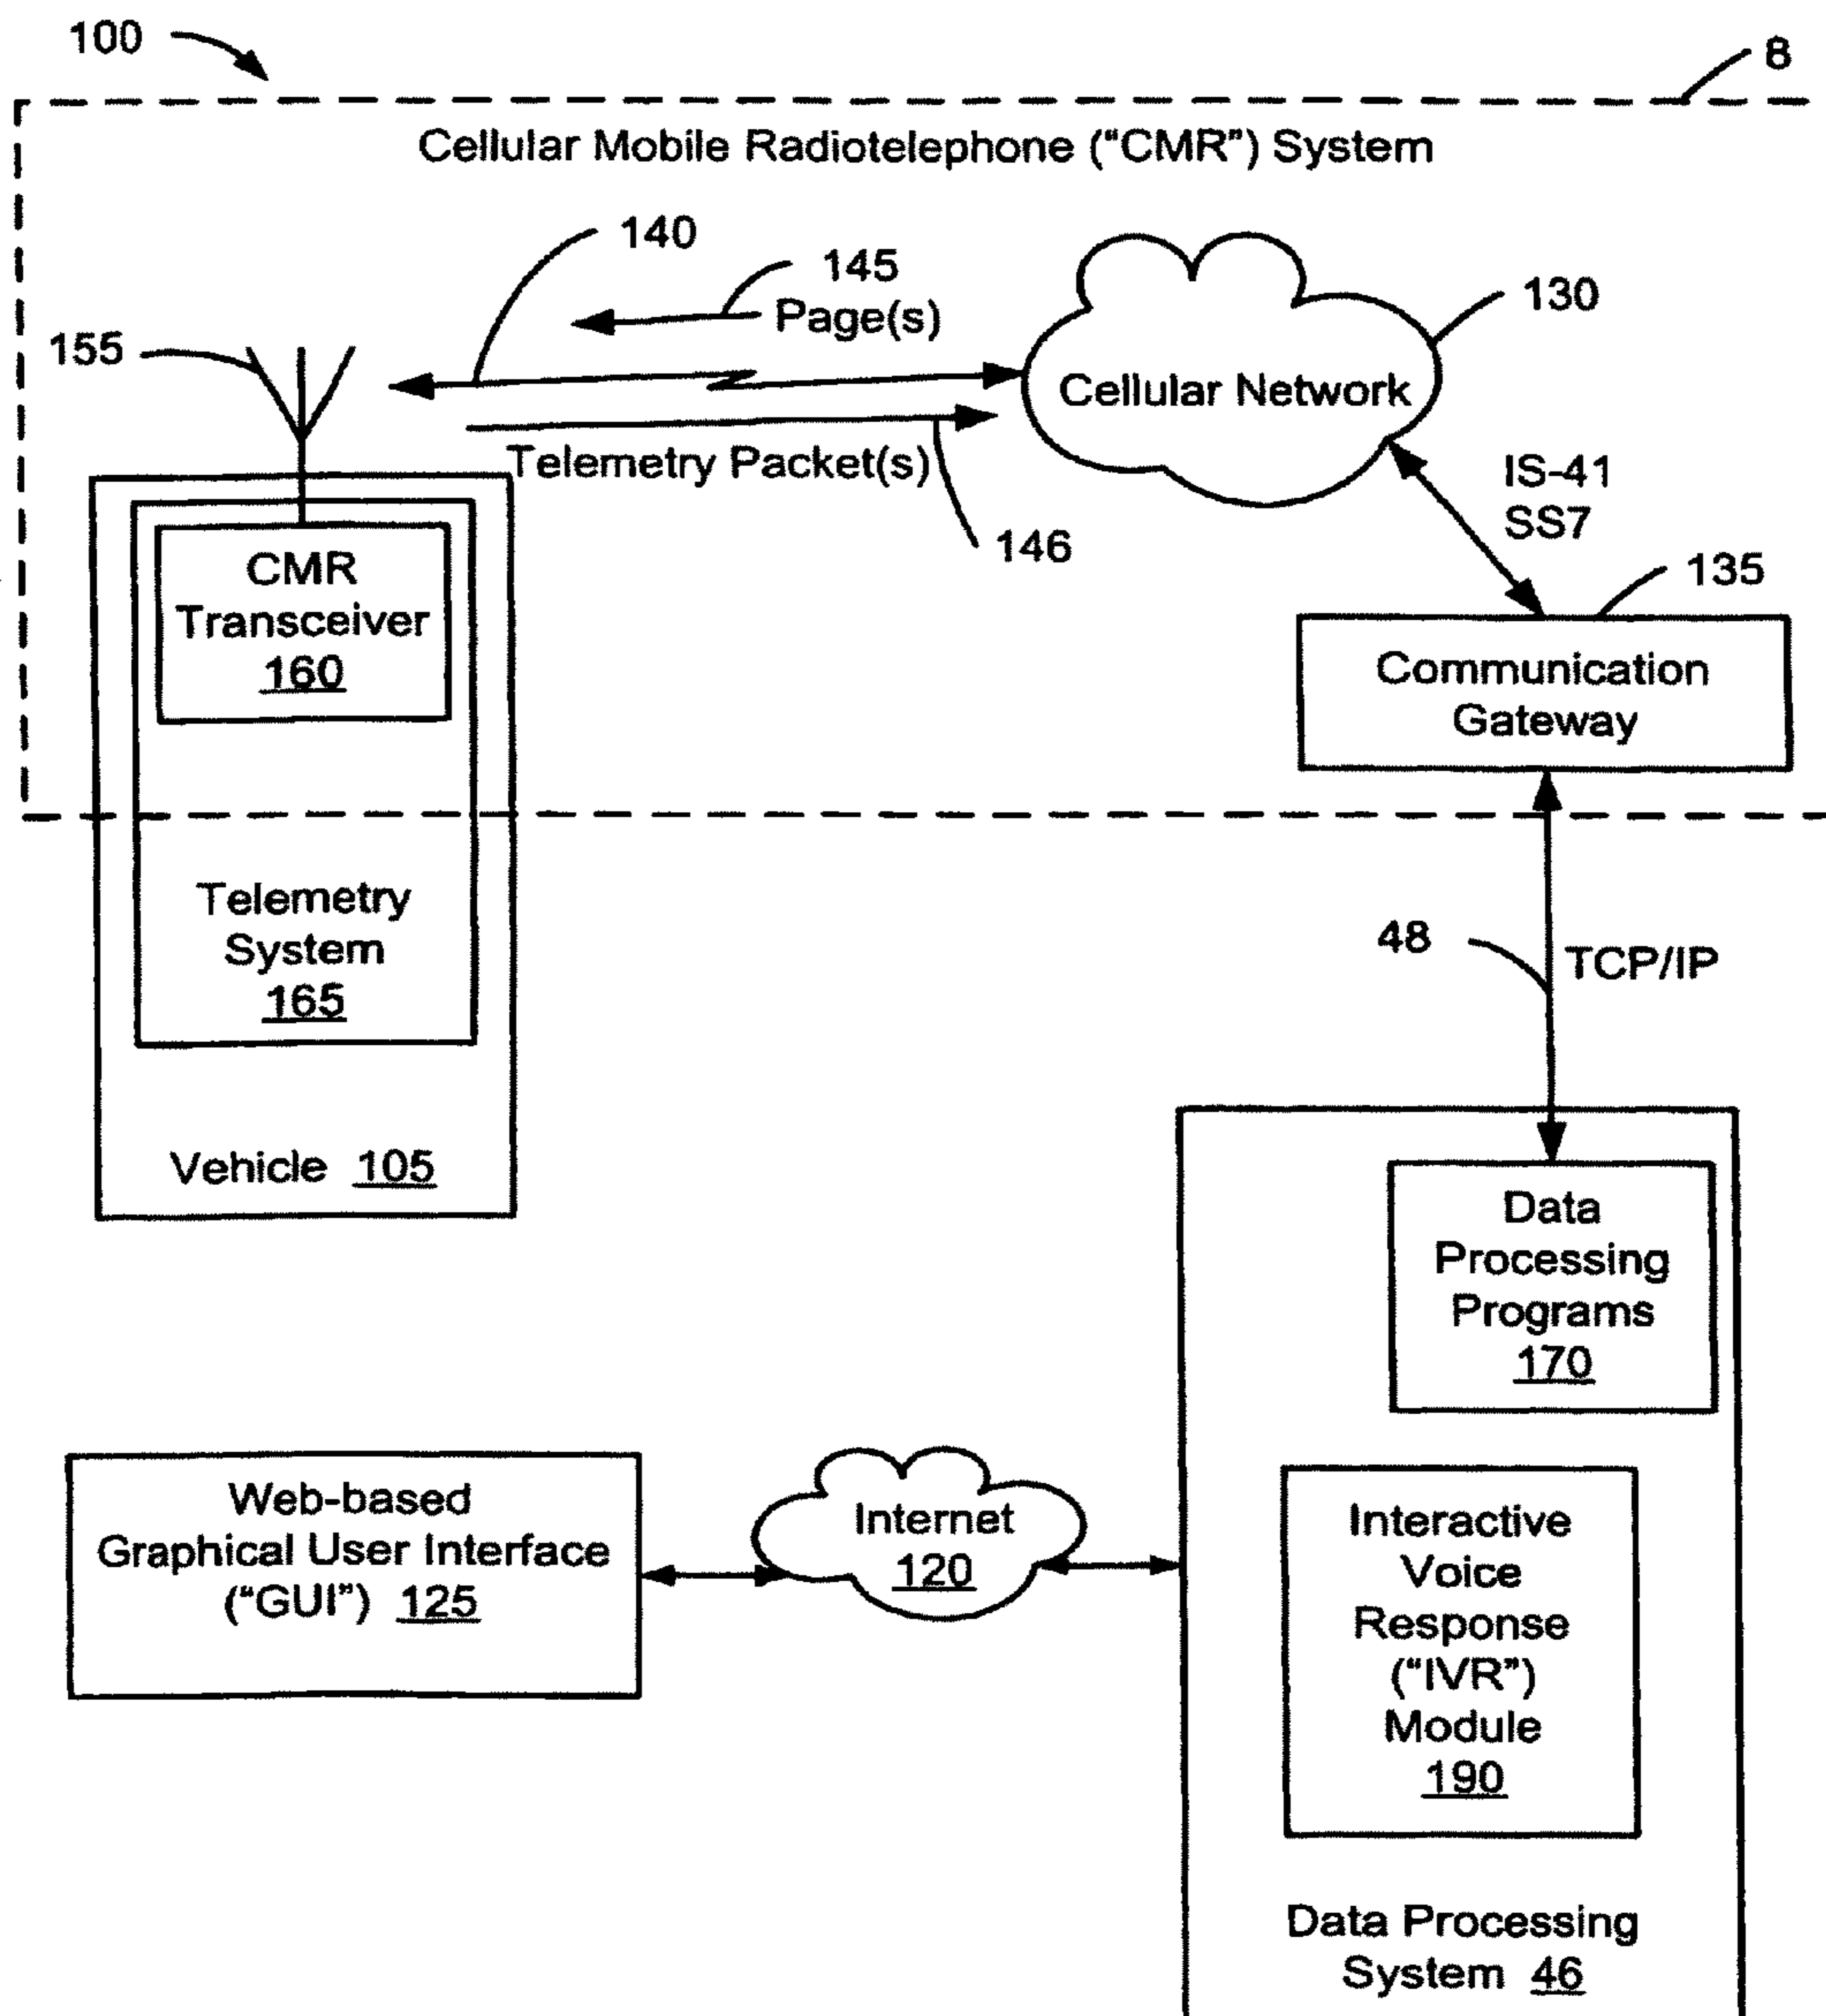 100
8
Cellular Mobile Radiotelephone (“CMR”) System
140
145
Page(s)
130
155
Cellular Network
Telemetry Packet(s)
146
IS-41
SS7
135
CMR
Transceiver
160
Communication
Gateway
Telemetry
System
165
48
TCP/IP
Vehicle 105
Data
Processing
Programs
170
Web-based
Graphical User Interface
(“GUI”) 125
Internet
120
Interactive
Voice
Response
(“IVR”)
Module
190
Data Processing
System 46